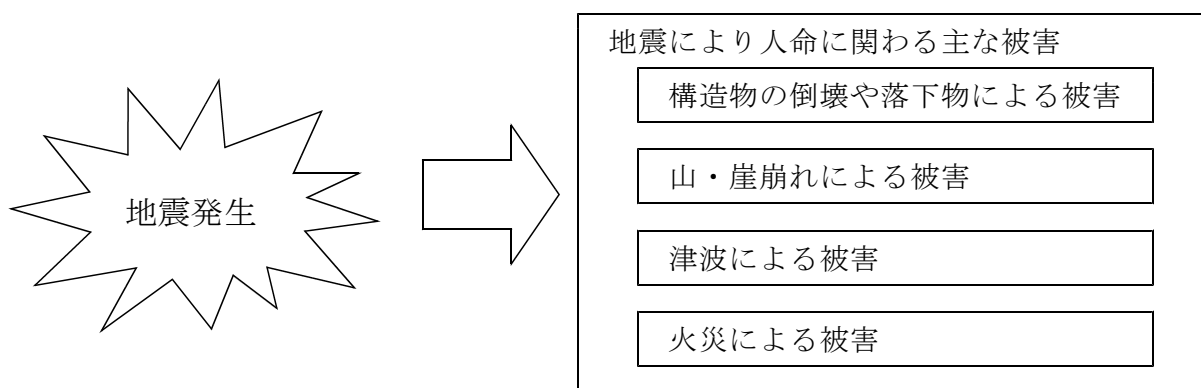 地震発生
地震により人命に関わる主な被害
構造物の倒壊や落下物による被害
山・崖崩れによる被害
津波による被害
火災による被害